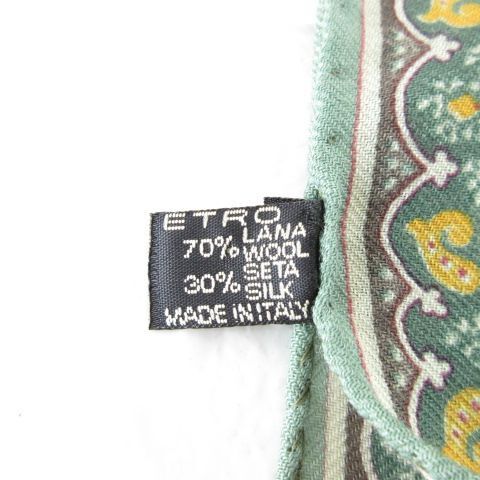 ETRO
70% LANA
WOOL
30% SETA
SILK
MADE IN ITALY